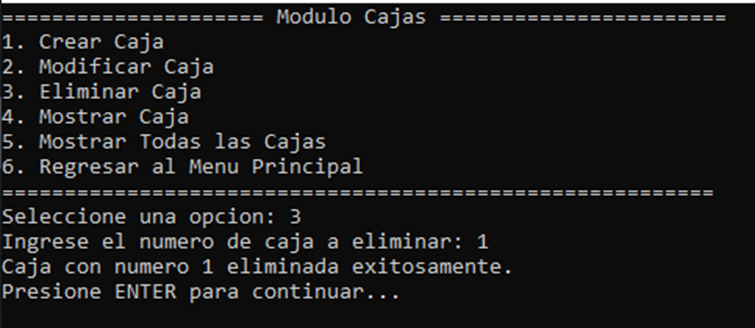 ===================== Modulo Cajas =======================
1. Crear Caja
2. Modificar Caja
3. Eliminar Caja
4. Mostrar Caja
5. Mostrar Todas las Cajas
6. Regresar al Menu Principal
=========================================================
Seleccione una opcion: 3
Ingrese el numero de caja a eliminar: 1
Caja con numero 1 eliminada exitosamente.
Presione ENTER para continuar...